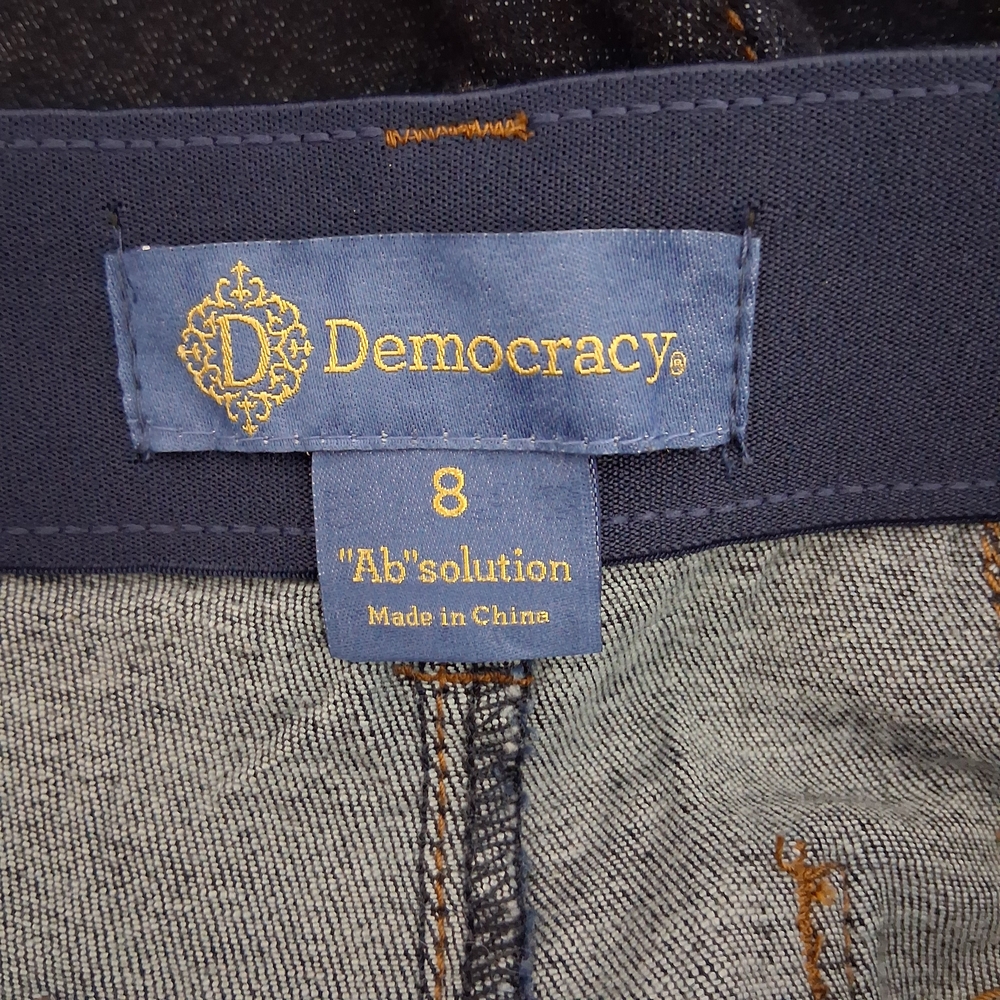 D Democracy®
8
"Ab"solution
Made in China